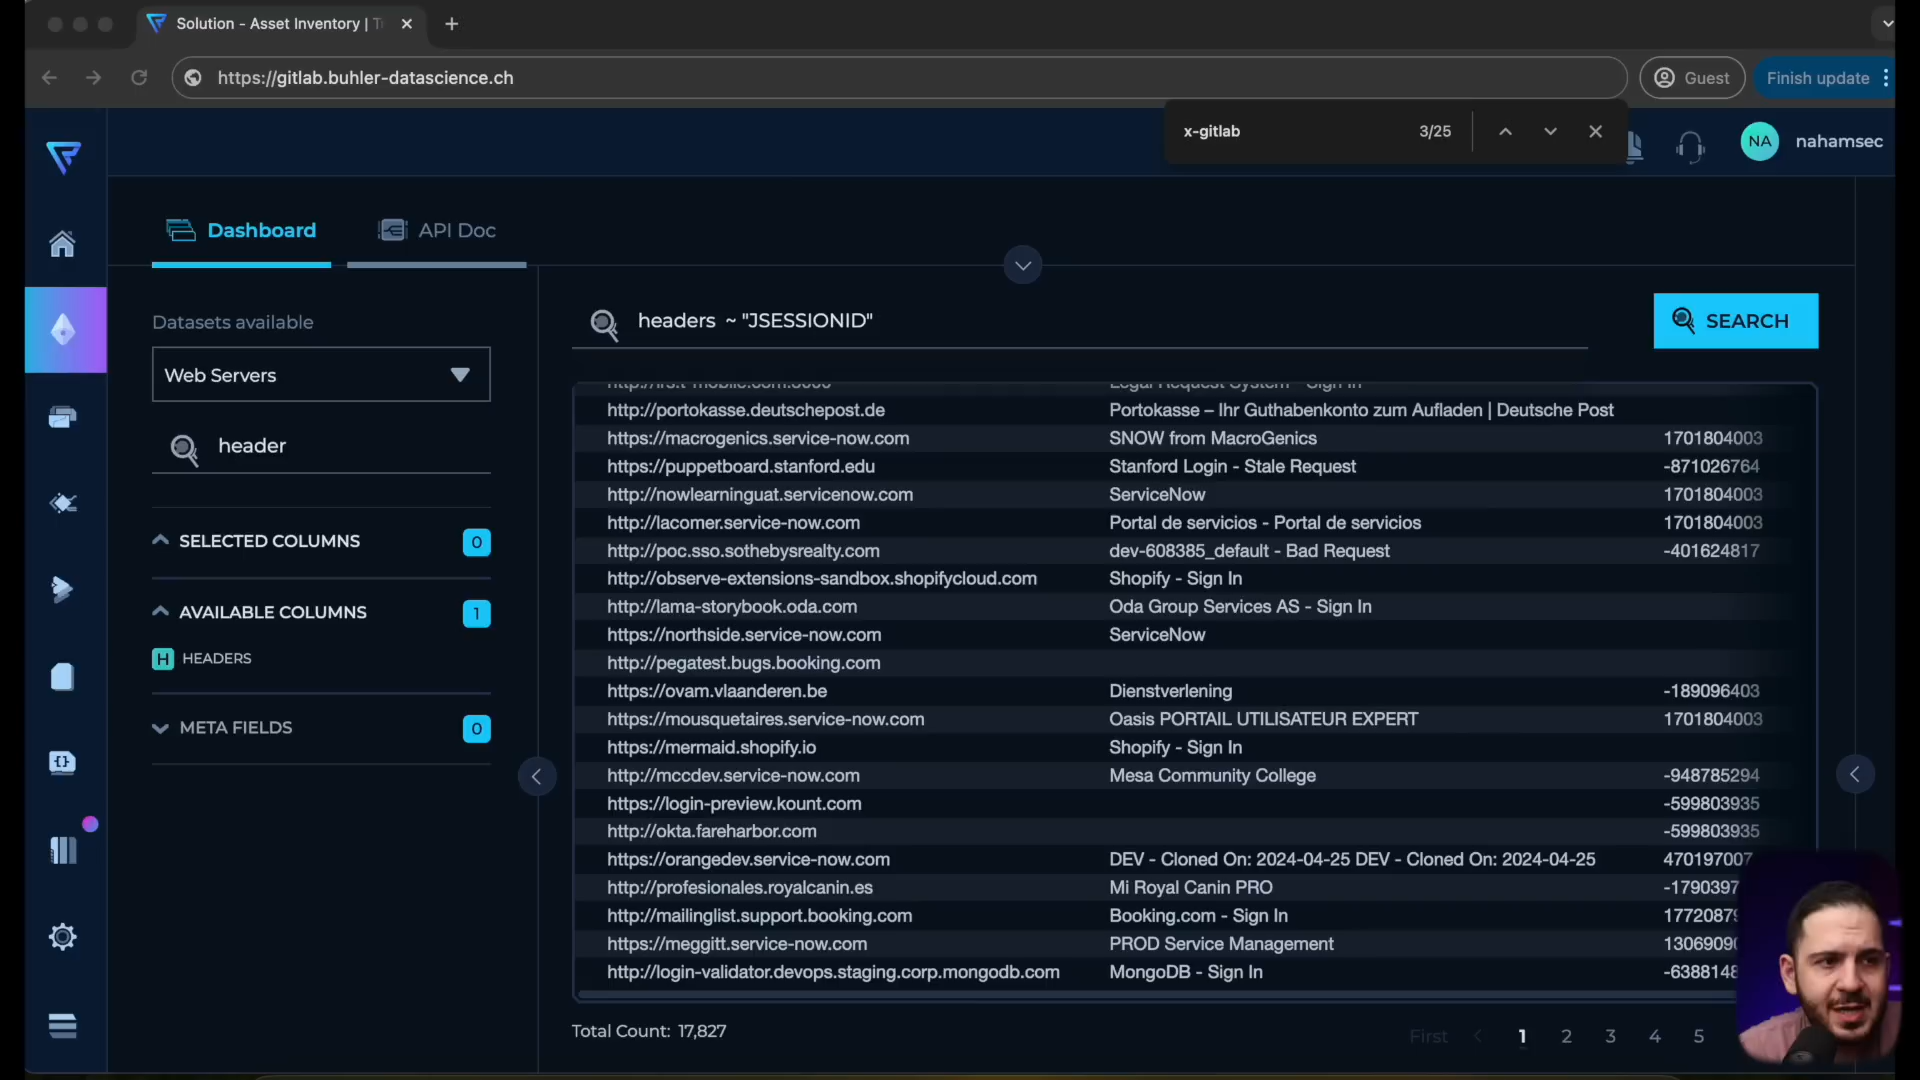 Solution - Asset Inventory | T
https://gitlab.buhler-datascience.ch
Guest
Finish update
x-gitlab
3/25
NA
nahamsec
Dashboard
API Doc
Datasets available
Web Servers
header
SELECTED COLUMNS
0
AVAILABLE COLUMNS
1
H HEADERS
META FIELDS
0
headers ~ "JSESSIONID"
SEARCH
http://portokasse.deutschepost.de Portokasse – Ihr Guthabenkonto zum Aufladen | Deutsche Post
https://macrogenics.service-now.com SNOW from MacroGenics 1701804003
https://puppetboard.stanford.edu Stanford Login - Stale Request -871026764
http://nowlearninguat.servicenow.com ServiceNow 1701804003
http://lacomer.service-now.com Portal de servicios - Portal de servicios 1701804003
http://poc.sso.sothebysrealty.com dev-608385_default - Bad Request -401624817
http://observe-extensions-sandbox.shopifycloud.com Shopify - Sign In
http://lama-storybook.oda.com Oda Group Services AS - Sign In
https://northside.service-now.com ServiceNow
http://pegatest.bugs.booking.com
https://ovam.vlaanderen.be Dienstverlening -189096403
https://mousquetaires.service-now.com Oasis PORTAIL UTILISATEUR EXPERT 1701804003
https://mermaid.shopify.io Shopify - Sign In
http://mccdev.service-now.com Mesa Community College -948785294
https://login-preview.kount.com -599803935
http://okta.fareharbor.com -599803935
https://orangedev.service-now.com DEV - Cloned On: 2024-04-25 DEV - Cloned On: 2024-04-25 470197007
http://profesionales.royalcanin.es Mi Royal Canin PRO -1790397
http://mailinglist.support.booking.com Booking.com - Sign In 1772087
https://meggitt.service-now.com PROD Service Management 1306909
http://login-validator.devops.staging.corp.mongodb.com MongoDB - Sign In -638814
Total Count: 17,827
First
1
2
3
4
5